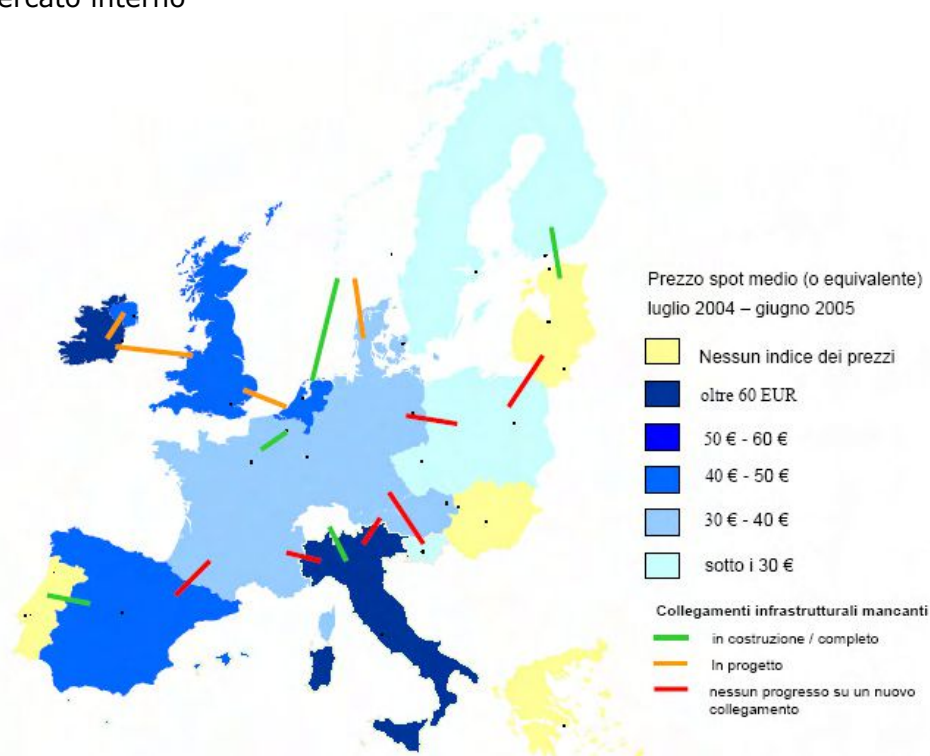 mercato interno
Prezzo spot medio (o equivalente)
luglio 2004 – giugno 2005
Nessun indice dei prezzi
oltre 60 EUR
50 € - 60 €
40 € - 50 €
30 € - 40 €
sotto i 30 €
Collegamenti infrastrutturali mancanti
in costruzione / completo
In progetto
nessun progresso su un nuovo
collegamento